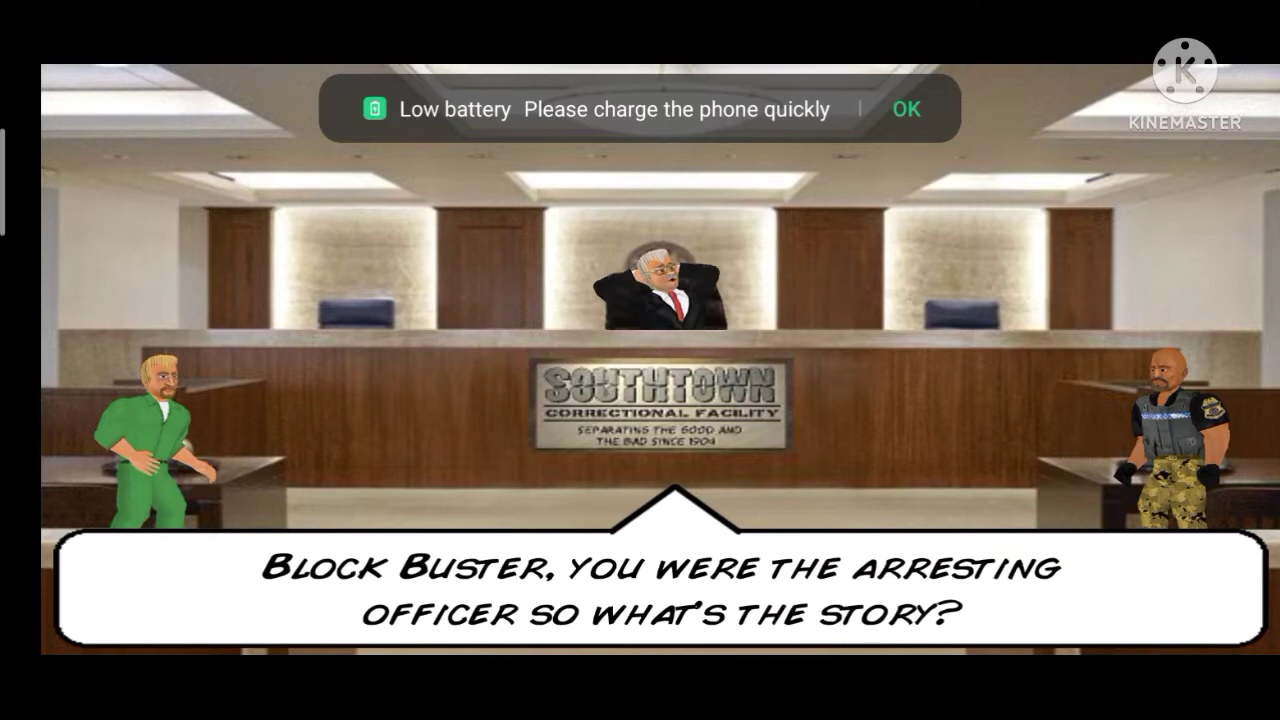 Low battery Please charge the phone quickly | OK
KINEMASTER
SOUTHTOWN
CORRECTIONAL FACILITY
SEPARATING THE GOOD AND
THE BAD SINCE 1904
BLOCK BUSTER, YOU WERE THE ARRESTING
OFFICER SO WHAT'S THE STORY?